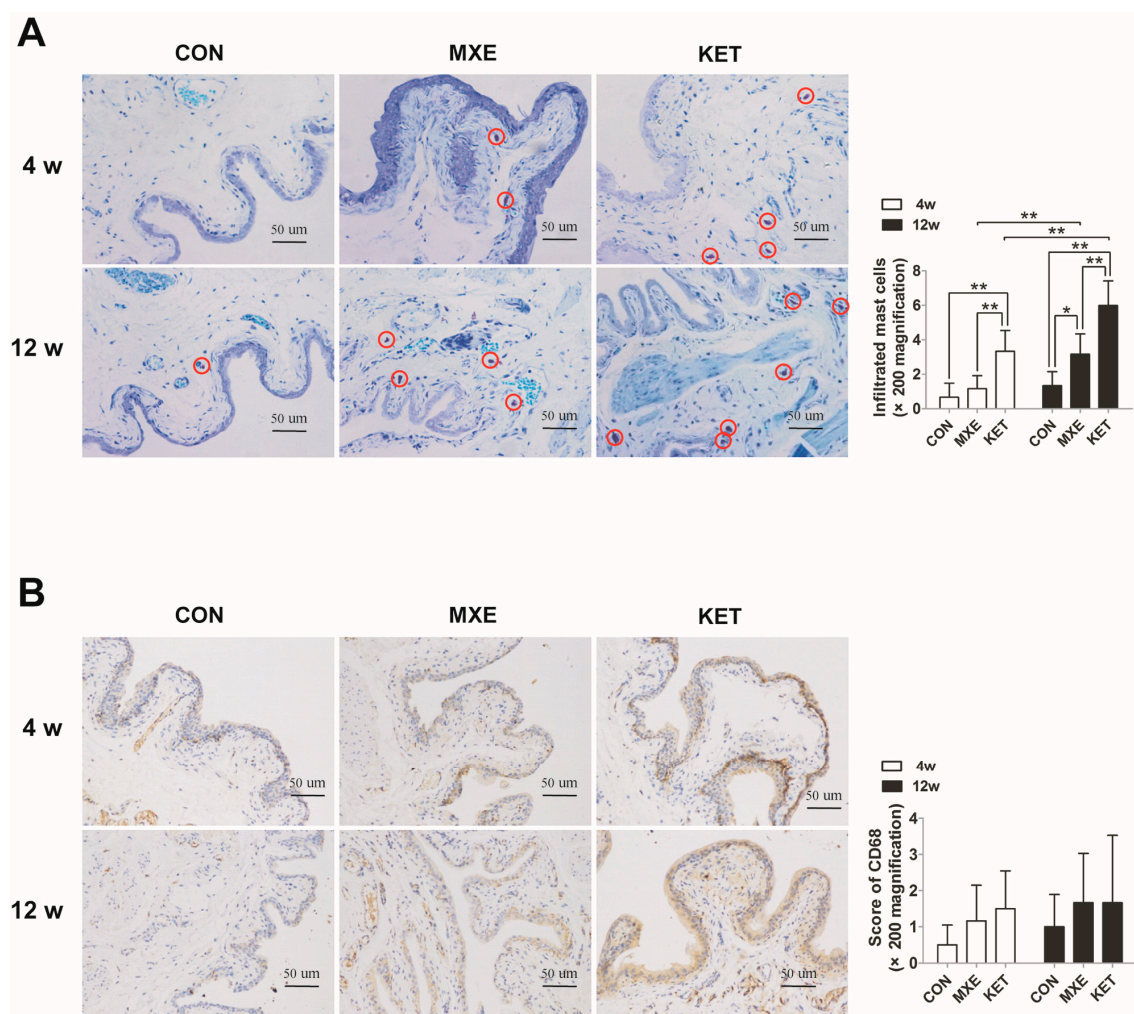 A
CON MXE KET
4 w
50 um 50 um 50 um
12 w
50 um 50 um 50 um
4w
12w
** ** ** ** ** ** *
Infiltrated mast cells
(× 200 magnification)
8
6
4
2
0
CON MXE KET CON MXE KET
B
CON MXE KET
4 w
50 um 50 um 50 um
12 w
50 um 50 um 50 um
4w
12w
Score of CD68
(× 200 magnification)
4
3
2
1
0
CON MXE KET CON MXE KET